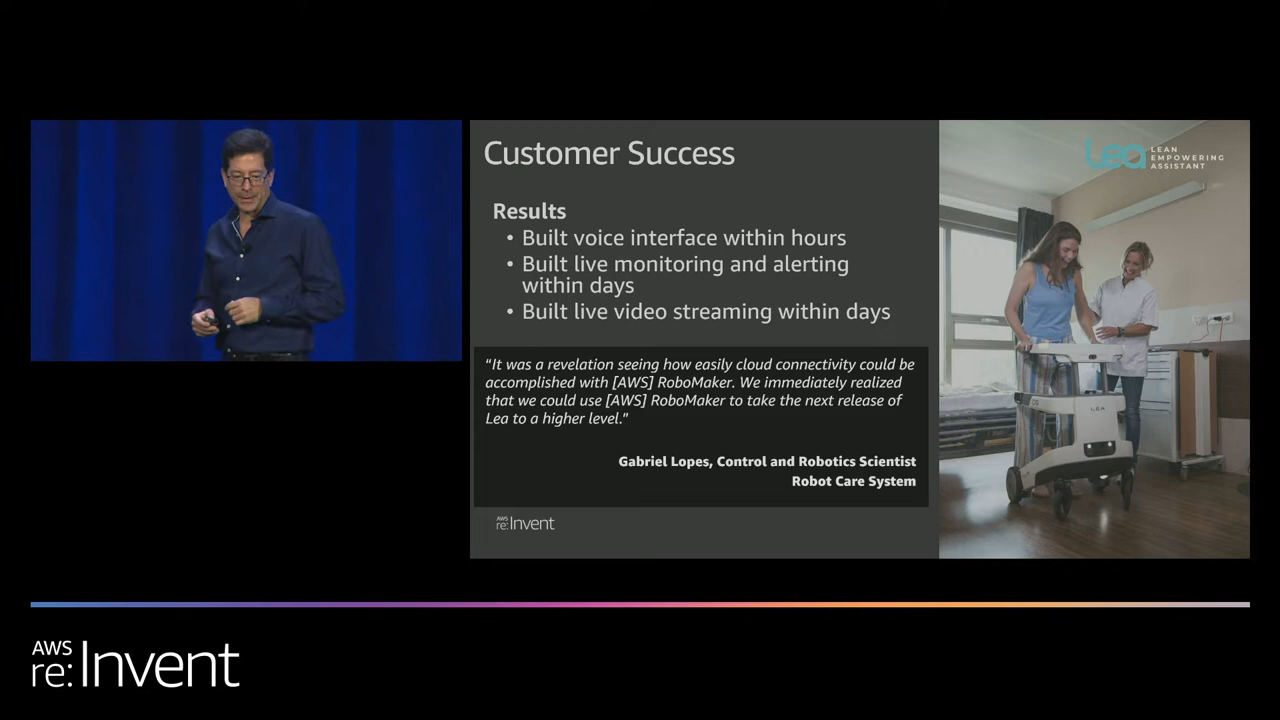 Customer Success
Results
• Built voice interface within hours
• Built live monitoring and alerting
within days
• Built live video streaming within days
"It was a revelation seeing how easily cloud connectivity could be
accomplished with [AWS] RoboMaker. We immediately realized
that we could use [AWS] RoboMaker to take the next release of
Lea to a higher level."
Gabriel Lopes, Control and Robotics Scientist
Robot Care System
AWS
re:Invent
Lea
LEAN
EMPOWERING
ASSISTANT
LEA
AWS
re:Invent